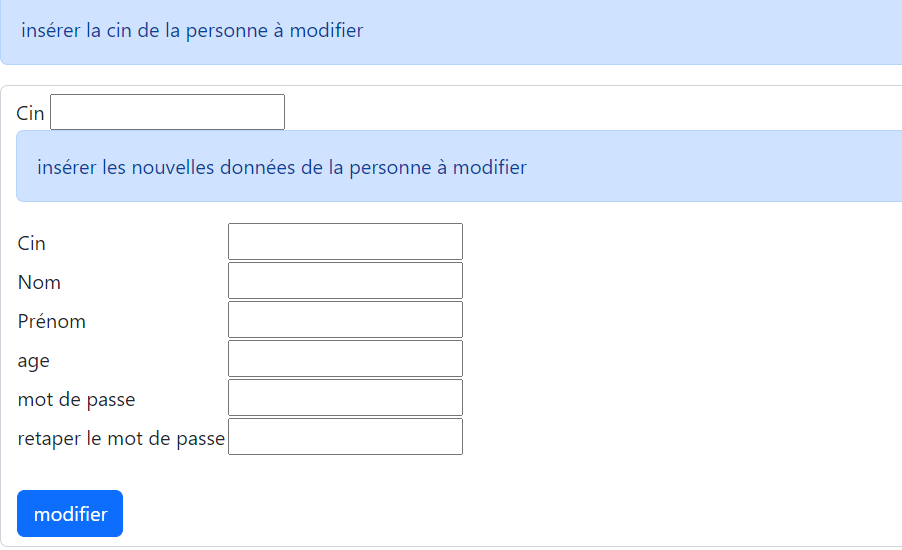 insérer la cin de la personne à modifier
Cin
insérer les nouvelles données de la personne à modifier
Cin
Nom
Prénom
age
mot de passe
retaper le mot de passe
modifier